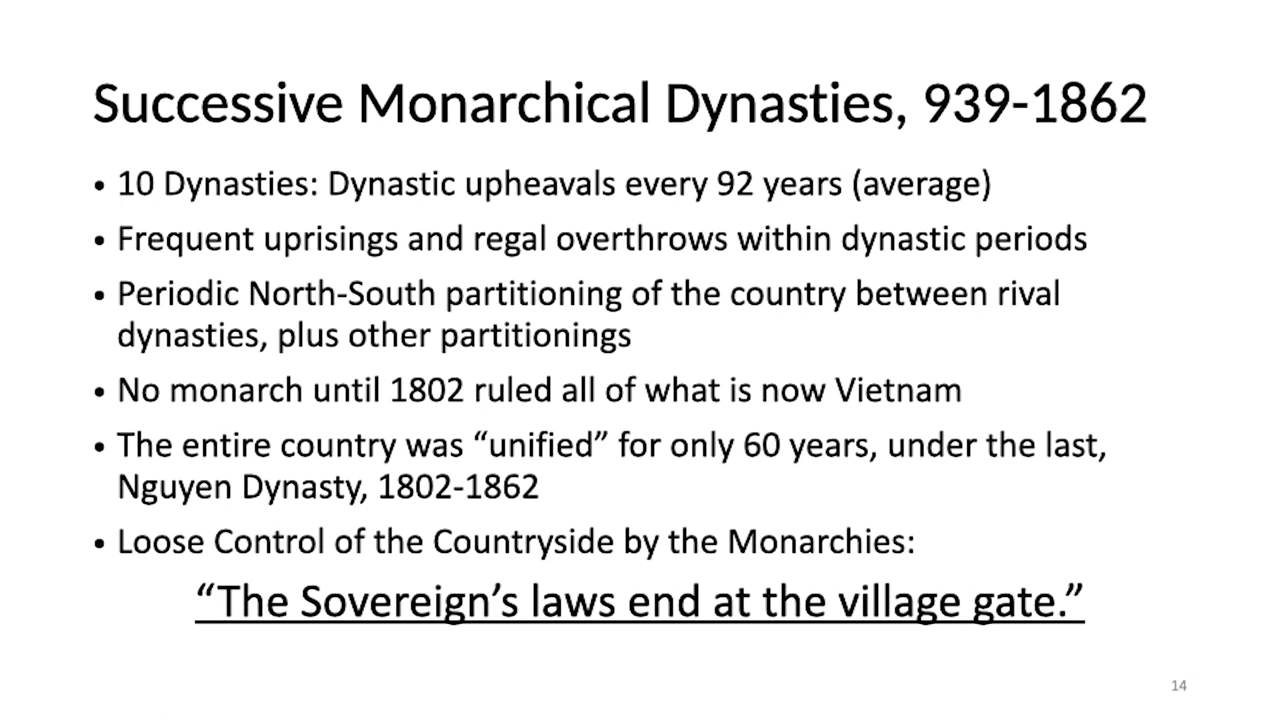 Successive Monarchical Dynasties, 939-1862
• 10 Dynasties: Dynastic upheavals every 92 years (average)
• Frequent uprisings and regal overthrows within dynastic periods
• Periodic North-South partitioning of the country between rival
dynasties, plus other partitionings
• No monarch until 1802 ruled all of what is now Vietnam
• The entire country was “unified” for only 60 years, under the last,
Nguyen Dynasty, 1802-1862
• Loose Control of the Countryside by the Monarchies:
“The Sovereign’s laws end at the village gate.”
14